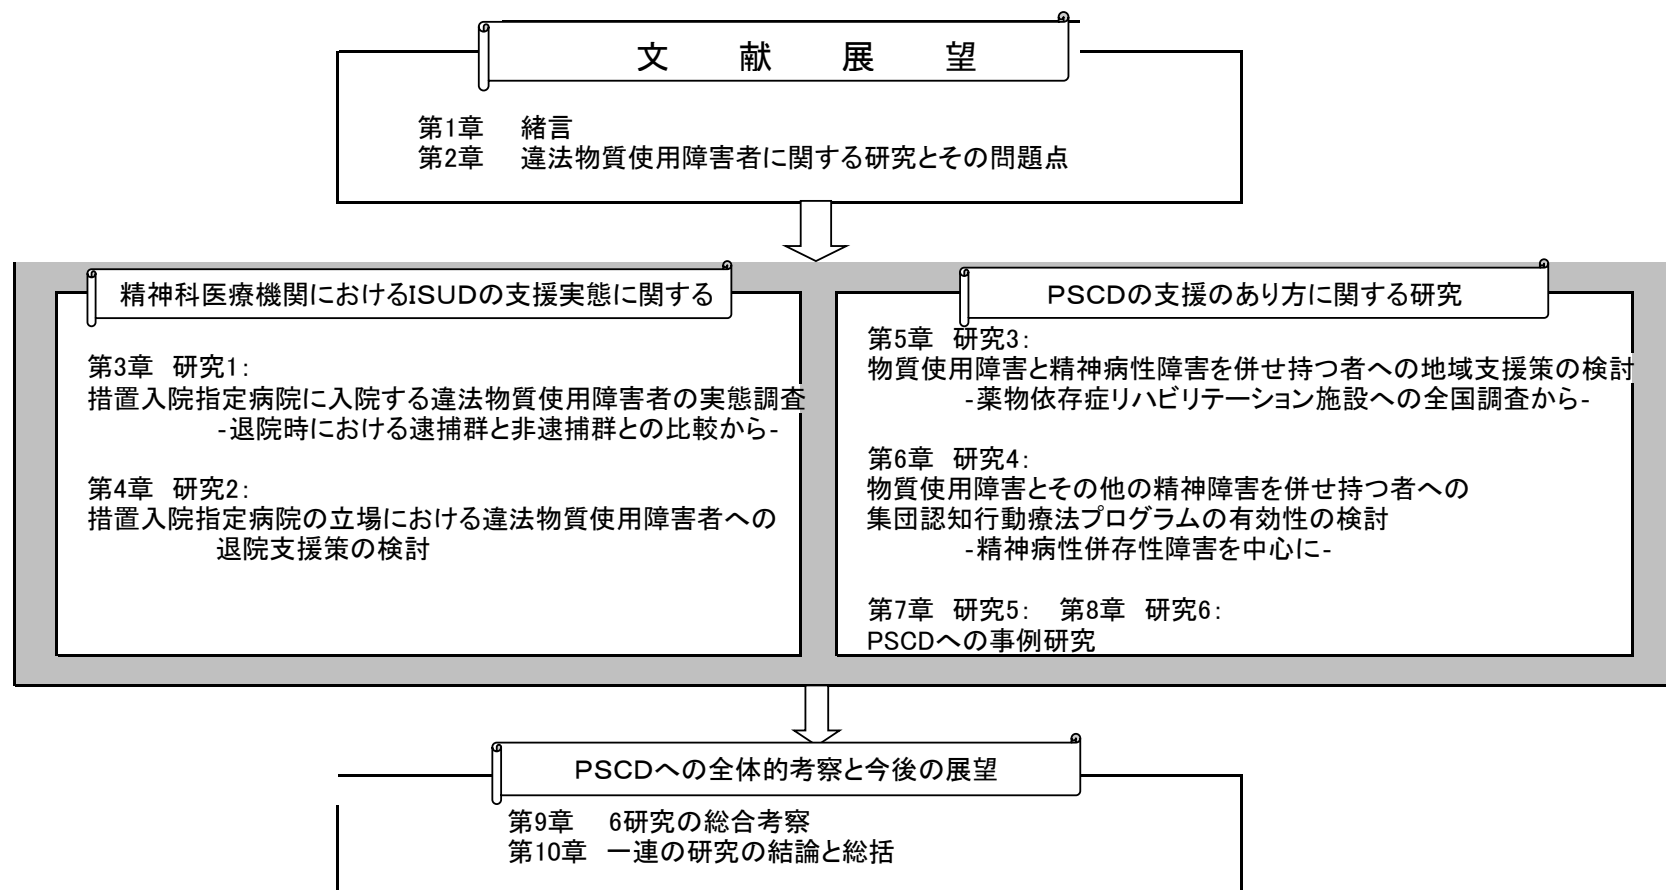 文　献　展　望
第1章　緒言
第2章　違法物質使用障害者に関する研究とその問題点
精神科医療機関におけるISUDの支援実態に関する
第3章 研究1：
措置入院指定病院に入院する違法物質使用障害者の実態調査
-退院時における逮捕群と非逮捕群との比較から-
第4章 研究2：
措置入院指定病院の立場における違法物質使用障害者への
退院支援策の検討
PSCDの支援のあり方に関する研究
第5章 研究3：
物質使用障害と精神病性障害を併せ持つ者への地域支援策の検討
-薬物依存症リハビリテーション施設への全国調査から-
第6章 研究4：
物質使用障害とその他の精神障害を併せ持つ者への
集団認知行動療法プログラムの有効性の検討
-精神病性併存性障害を中心に-
第7章 研究5：　第8章 研究6：
PSCDへの事例研究
PSCDへの全体的考察と今後の展望
第9章　6研究の総合考察
第10章　一連の研究の結論と総括